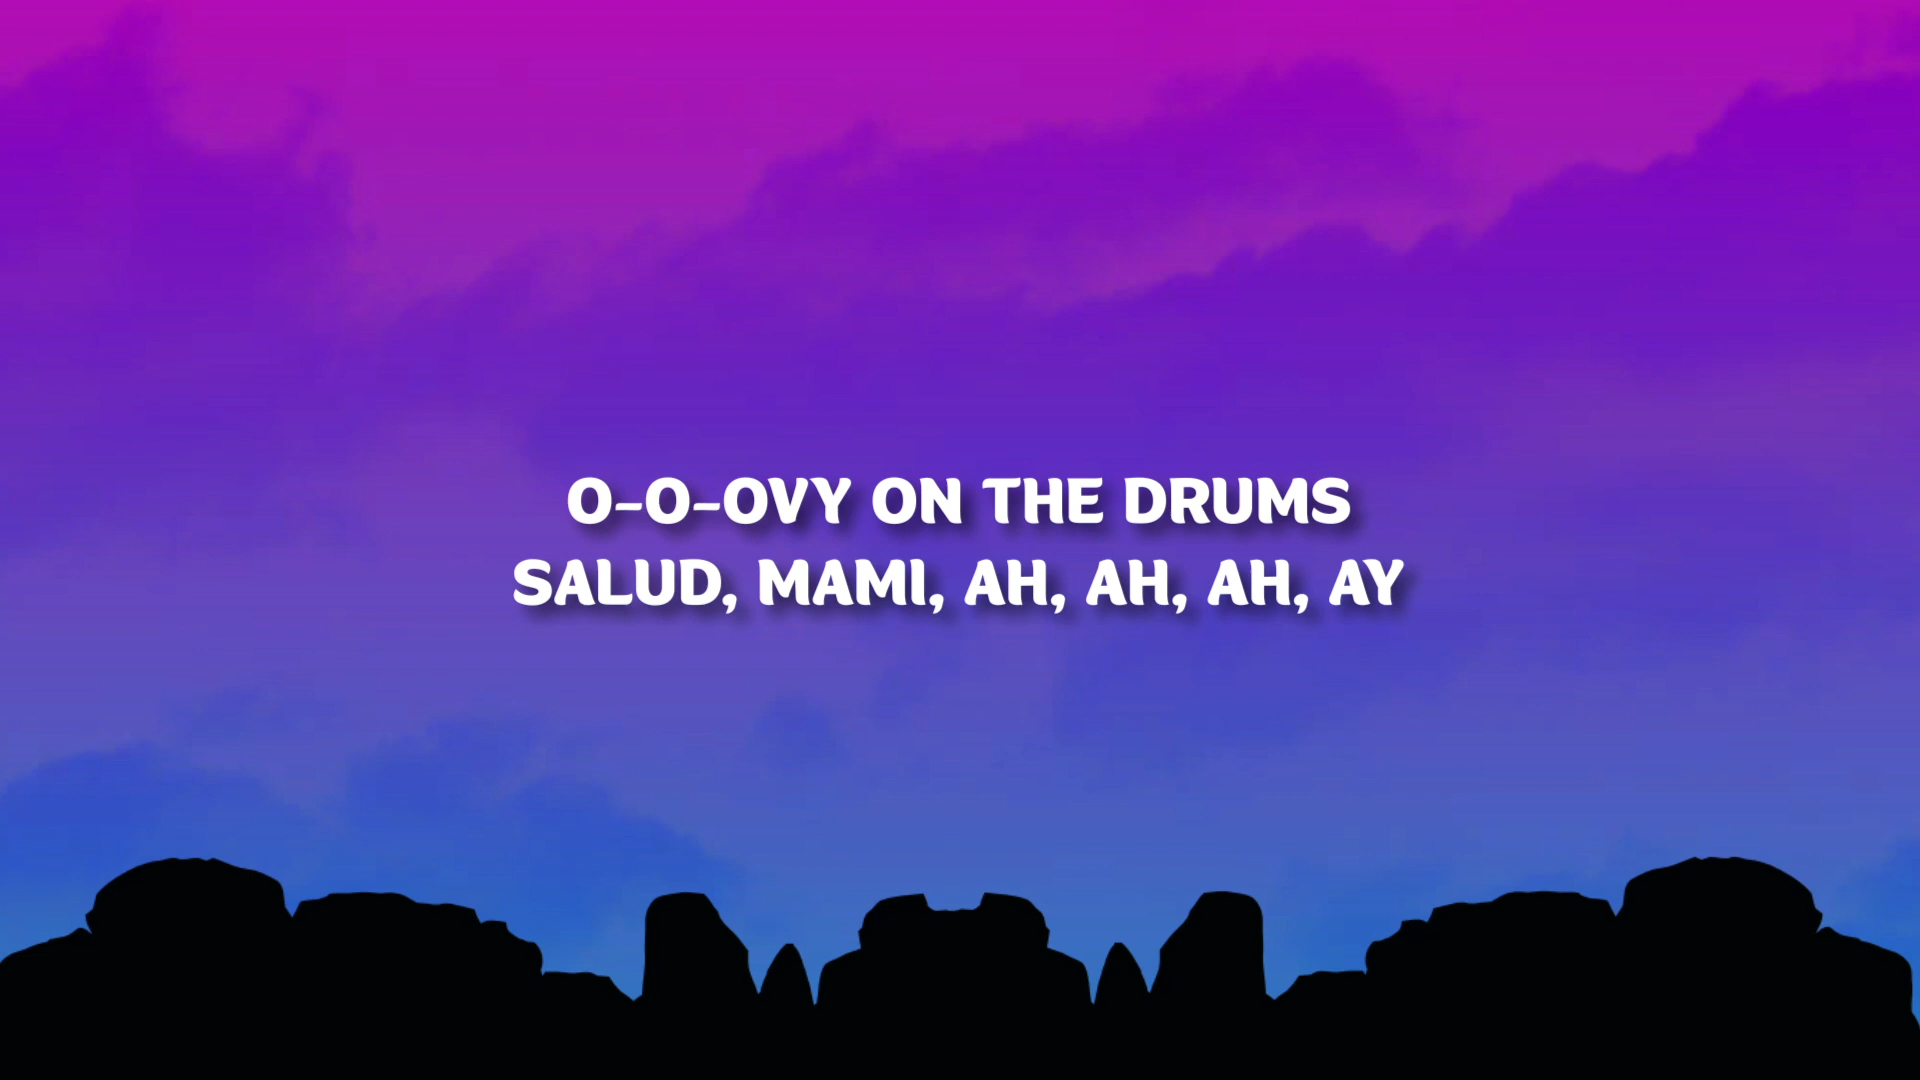 O-O-OVY ON THE DRUMS
SALUD, MAMI, AH, AH, AH, AY